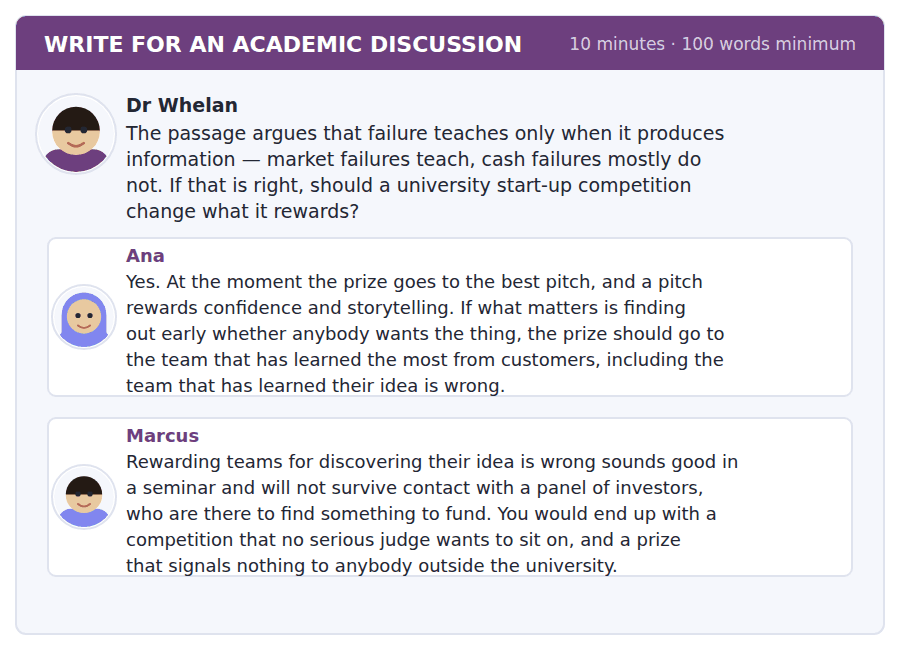 WRITE FOR AN ACADEMIC DISCUSSION
10 minutes · 100 words minimum
Dr Whelan
The passage argues that failure teaches only when it produces
information — market failures teach, cash failures mostly do
not. If that is right, should a university start-up competition
change what it rewards?
Ana
Yes. At the moment the prize goes to the best pitch, and a pitch
rewards confidence and storytelling. If what matters is finding
out early whether anybody wants the thing, the prize should go to
the team that has learned the most from customers, including the
team that has learned their idea is wrong.
Marcus
Rewarding teams for discovering their idea is wrong sounds good in
a seminar and will not survive contact with a panel of investors,
who are there to find something to fund. You would end up with a
competition that no serious judge wants to sit on, and a prize
that signals nothing to anybody outside the university.